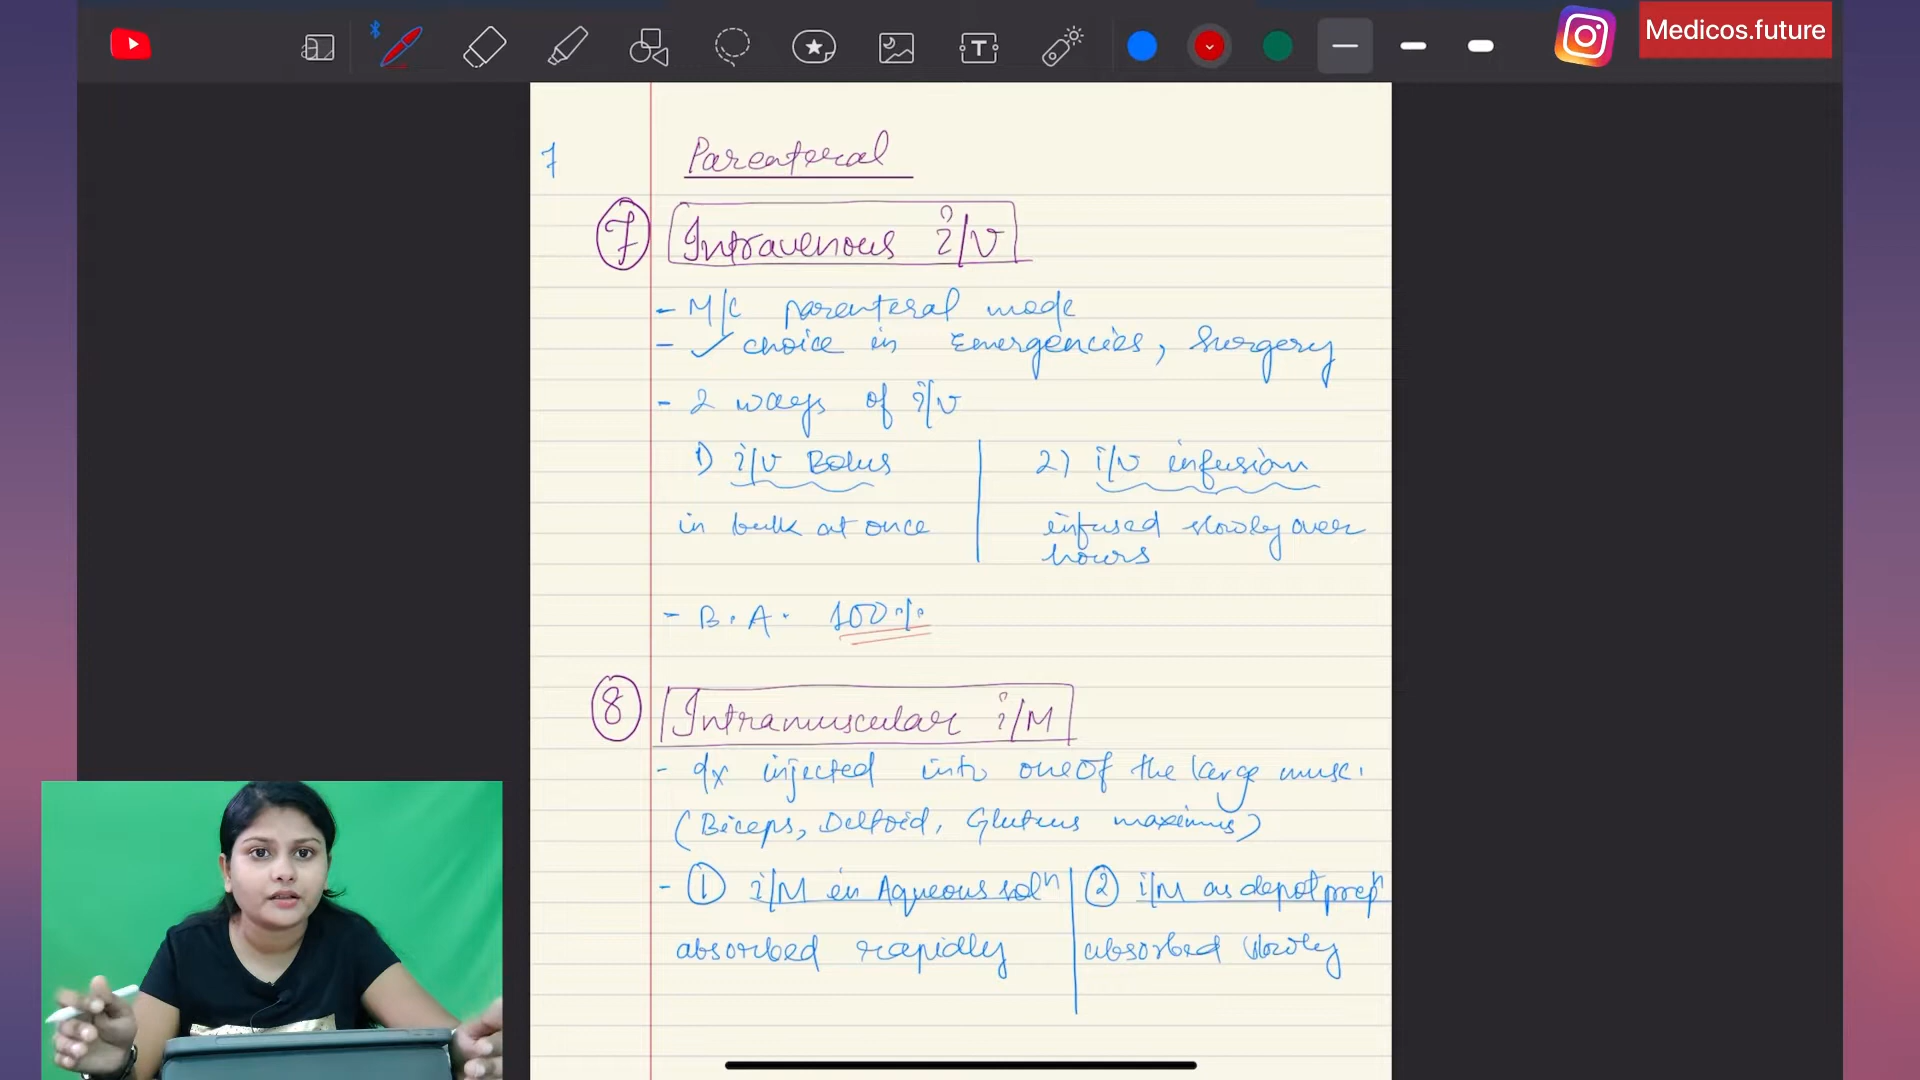 Medicos.future
T
7
Parenteral
7 Intravenous i/v
- M/C parenteral mode
- ✓ choice in Emergencies, Surgery
- 2 ways of i/v
1) i/v Bolus
in bulk at once
2) i/v infusion
infused slowly over
hours
- B.A. 100%
8 Intramuscular i/M
- injected into one of the large musc.
(Biceps, Deltoid, Gluteus maximus)
- 1 i/M in Aqueous solⁿ
absorbed rapidly
2 i/M as depot prepⁿ
absorbed slowly